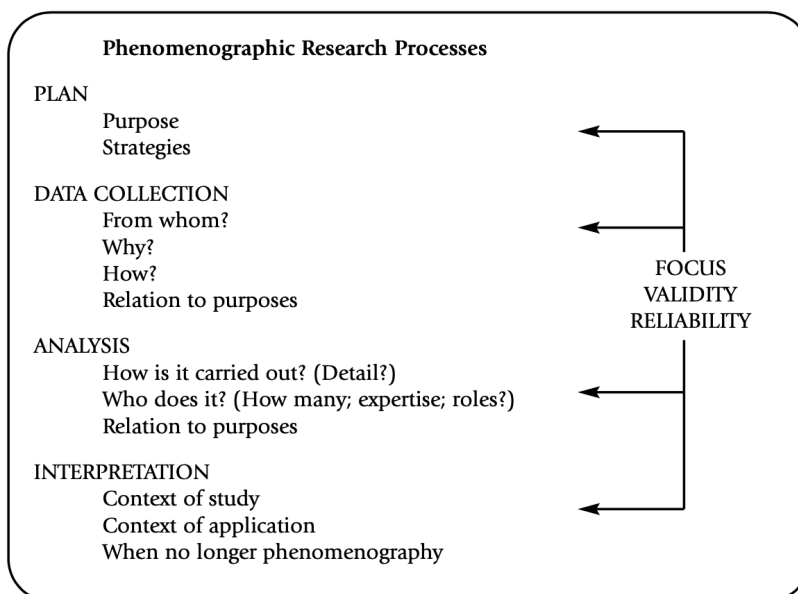 Phenomenographic Research Processes
PLAN
Purpose
Strategies
DATA COLLECTION
From whom?
Why?
How?
Relation to purposes
FOCUS
VALIDITY
RELIABILITY
ANALYSIS
How is it carried out? (Detail?)
Who does it? (How many; expertise; roles?)
Relation to purposes
INTERPRETATION
Context of study
Context of application
When no longer phenomenography